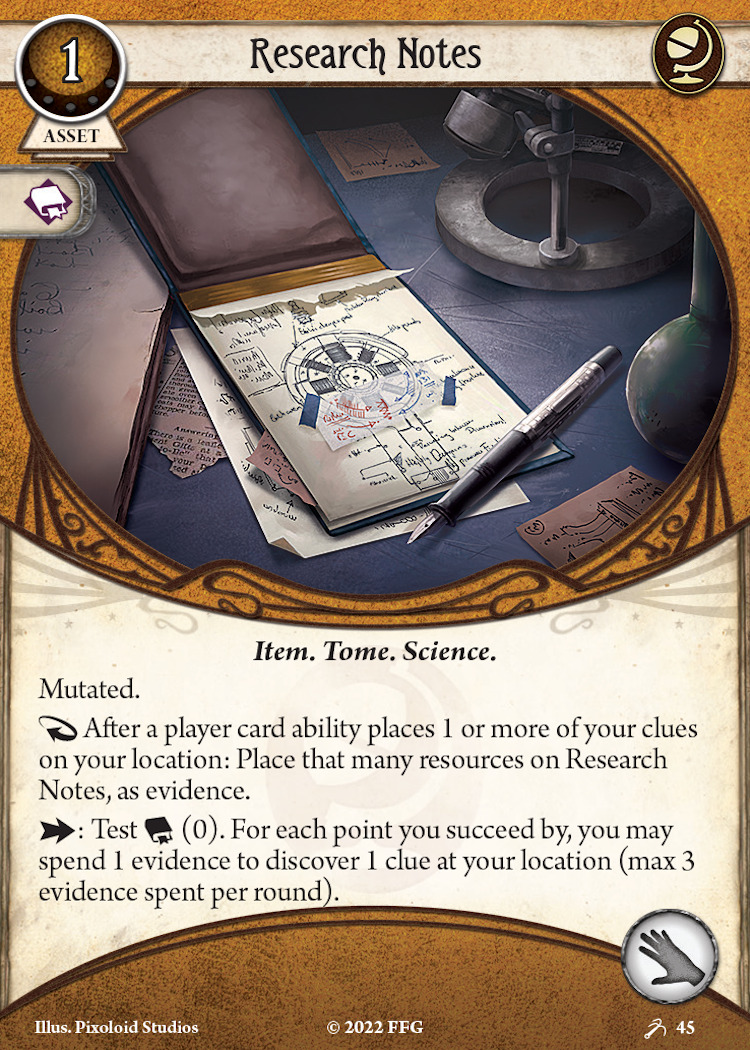 1
Research Notes
ASSET
Answering
There is a
Item. Tome. Science.
Mutated.
After a player card ability places 1 or more of your clues
on your location: Place that many resources on Research
Notes, as evidence.
: Test (0). For each point you succeed by, you may
spend 1 evidence to discover 1 clue at your location (max 3
evidence spent per round).
Illus. Pixoloid Studios
© 2022 FFG
45